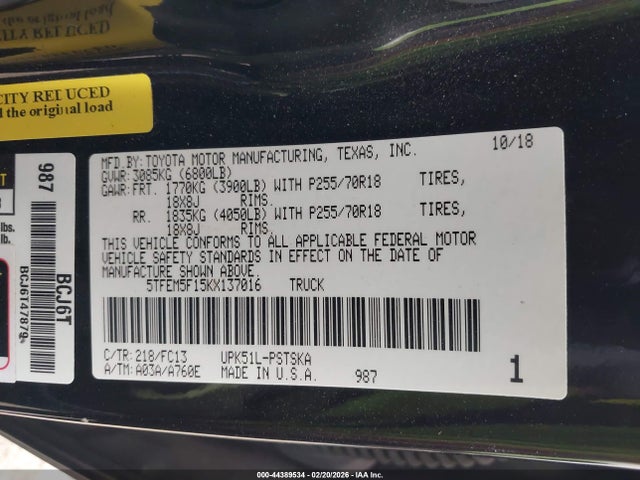 CITY REDUCED
d the original load
MFD.BY:TOYOTA MOTOR MANUFACTURING, TEXAS, INC. 10/18
GVWR:3085KG (6800LB)
GAWR:FRT. 1770KG (3900LB) WITH P255/70R18 TIRES,
18X8J RIMS.
RR. 1835KG (4050LB) WITH P255/70R18 TIRES,
18X8J RIMS.
THIS VEHICLE CONFORMS TO ALL APPLICABLE FEDERAL MOTOR
VEHICLE SAFETY STANDARDS IN EFFECT ON THE DATE OF
MANUFACTURE SHOWN ABOVE.
5TFEM5F15KX137016 TRUCK
C/TR:218/FC13 UPK51L-PSTSKA
A/TM:A03A/A760E MADE IN U.S.A. 987 1
987
BCJ6T
BCJ6T47879
lbs.
lb.
00-44389534 - 02/20/2026 - IAA Inc.